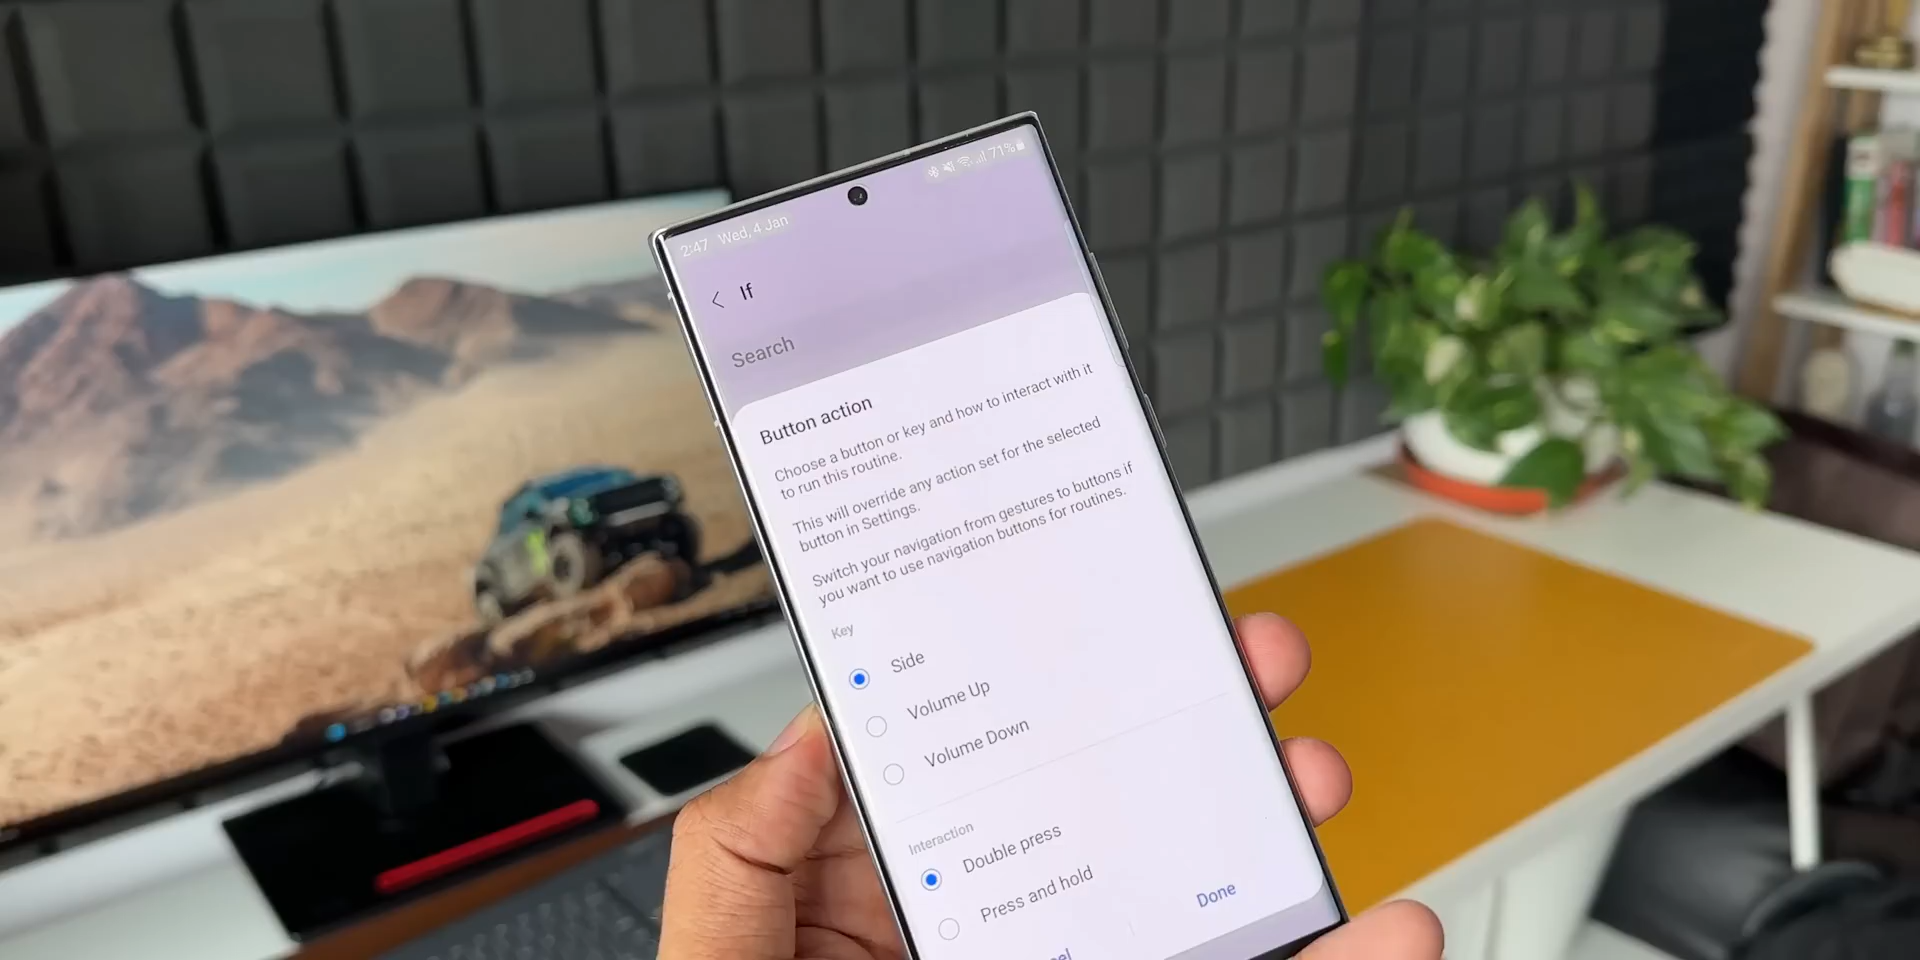 2:47 Wed, 4 Jan
71%
If
Search
Button action
Choose a button or key and how to interact with it
to run this routine.
This will override any action set for the selected
button in Settings.
Switch your navigation from gestures to buttons if
you want to use navigation buttons for routines.
Key
Side
Volume Up
Volume Down
Interaction
Double press
Press and hold
Done